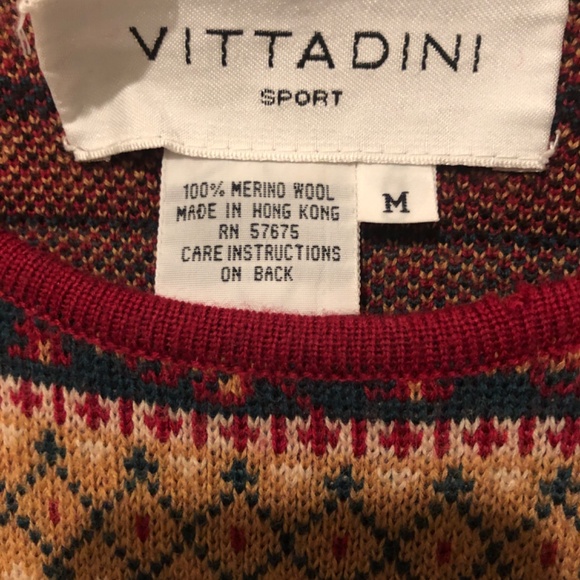 VITTADINI
SPORT
100% MERINO WOOL
MADE IN HONG KONG
RN 57675
CARE INSTRUCTIONS
ON BACK
M